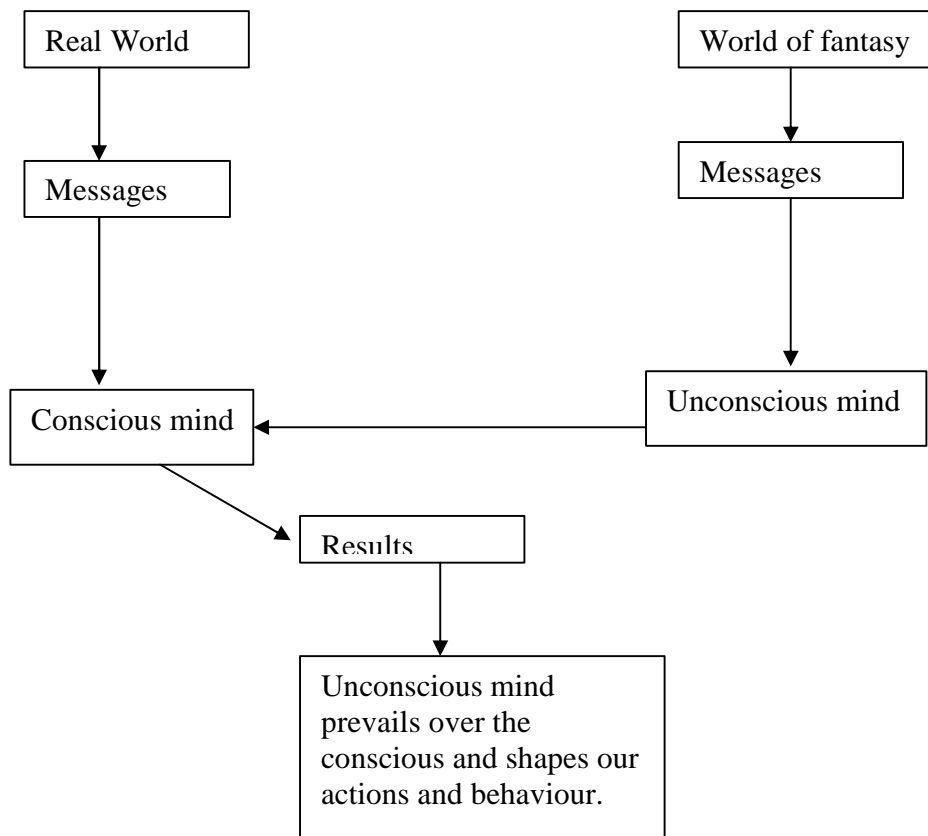 Real World
World of fantasy
Messages
Messages
Conscious mind
Unconscious mind
Results
Unconscious mind
prevails over the
conscious and shapes our
actions and behaviour.